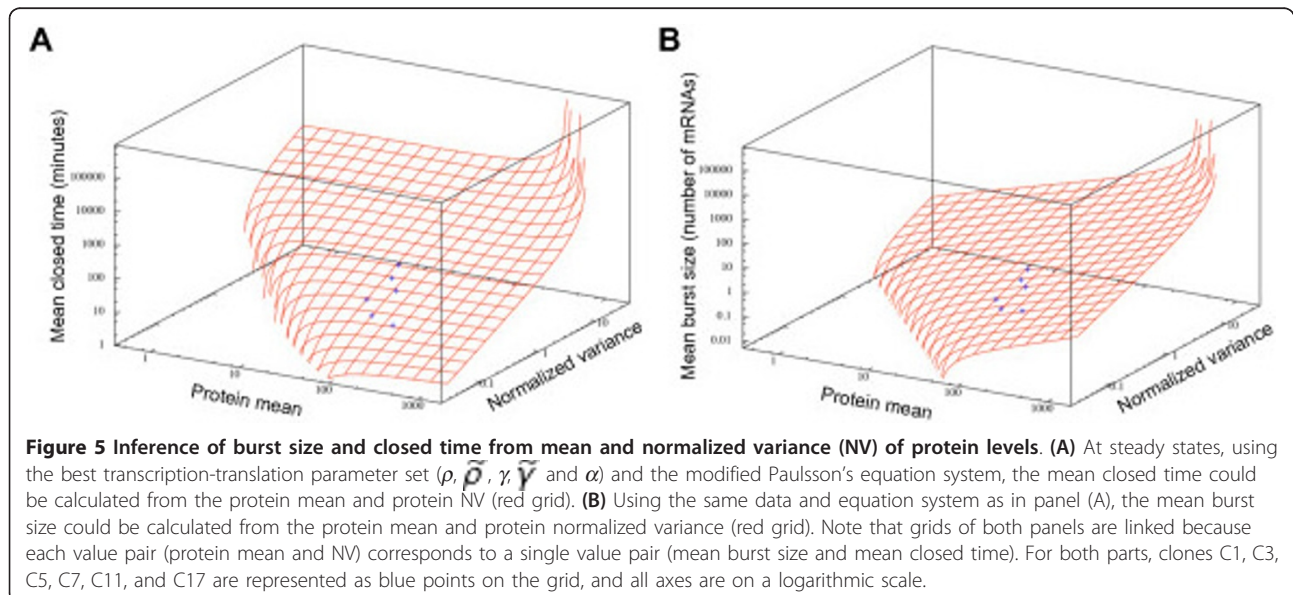 A
B
Mean closed time (minutes)
100000
10000
1000
100
10
1
1
10
100
1000
Protein mean
0.1
1
10
Normalized variance
Mean burst size (number of mRNAs)
100000
10000
1000
100
10
1
0.1
0.01
1
10
100
1000
Protein mean
0.1
1
10
Normalized variance
Figure 5 Inference of burst size and closed time from mean and normalized variance (NV) of protein levels. (A) At steady states, using
the best transcription-translation parameter set (ρ, ρ̃, γ, γ̃ and α) and the modified Paulsson's equation system, the mean closed time could
be calculated from the protein mean and protein NV (red grid). (B) Using the same data and equation system as in panel (A), the mean burst
size could be calculated from the protein mean and protein normalized variance (red grid). Note that grids of both panels are linked because
each value pair (protein mean and NV) corresponds to a single value pair (mean burst size and mean closed time). For both parts, clones C1, C3,
C5, C7, C11, and C17 are represented as blue points on the grid, and all axes are on a logarithmic scale.